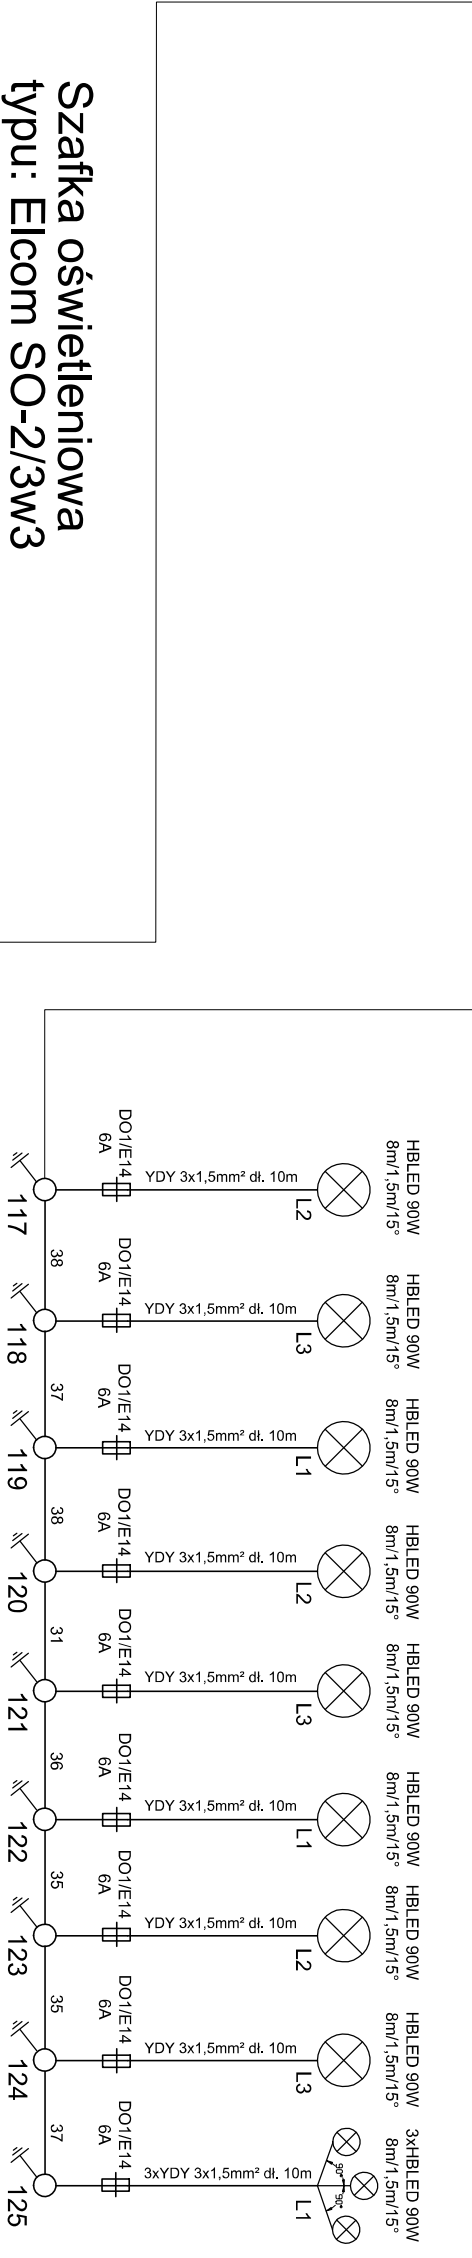 Szafka oświetleniowa
typu: Elcom SO-2/3w3
HBLED 90W
8m/1,5m/15°
L2
YDY 3x1,5mm² dł. 10m
DO1/E14
6A
117
38
HBLED 90W
8m/1,5m/15°
L3
YDY 3x1,5mm² dł. 10m
DO1/E14
6A
118
37
HBLED 90W
8m/1,5m/15°
L1
YDY 3x1,5mm² dł. 10m
DO1/E14
6A
119
38
HBLED 90W
8m/1,5m/15°
L2
YDY 3x1,5mm² dł. 10m
DO1/E14
6A
120
31
HBLED 90W
8m/1,5m/15°
L3
YDY 3x1,5mm² dł. 10m
DO1/E14
6A
121
36
HBLED 90W
8m/1,5m/15°
L1
YDY 3x1,5mm² dł. 10m
DO1/E14
6A
122
35
HBLED 90W
8m/1,5m/15°
L2
YDY 3x1,5mm² dł. 10m
DO1/E14
6A
123
35
HBLED 90W
8m/1,5m/15°
L3
YDY 3x1,5mm² dł. 10m
DO1/E14
6A
124
37
3xHBLED 90W
8m/1,5m/15°
90°
90°
L1
3xYDY 3x1,5mm² dł. 10m
DO1/E14
6A
125